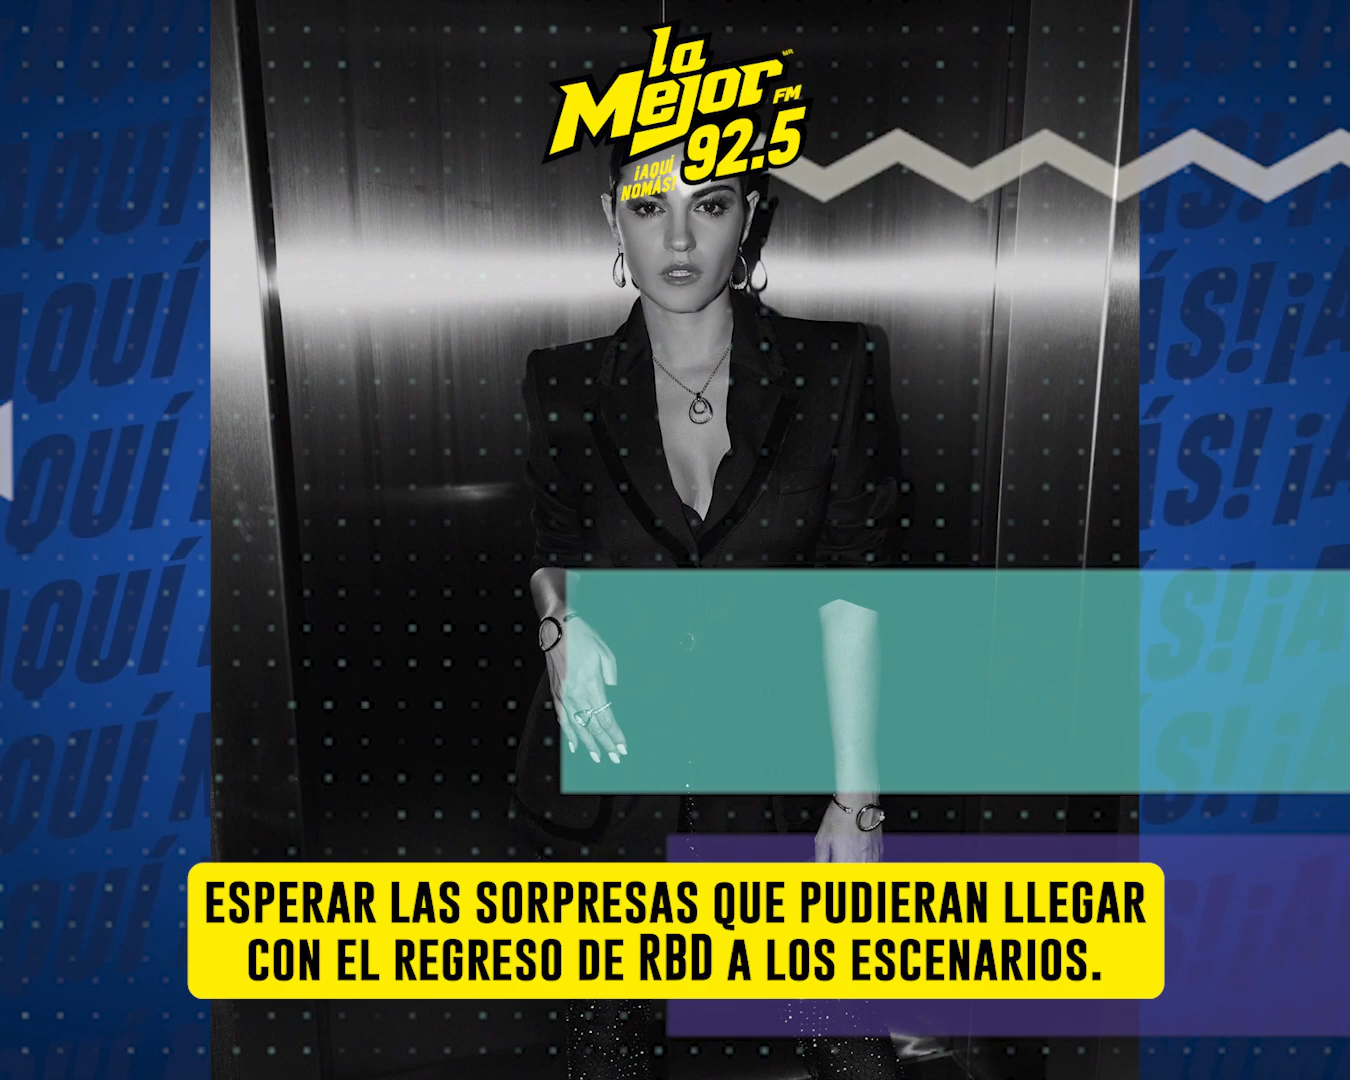 la
Mejor
FM
92.5
¡AQUÍ
NOMÁS!
ESPERAR LAS SORPRESAS QUE PUDIERAN LLEGAR
CON EL REGRESO DE RBD A LOS ESCENARIOS.